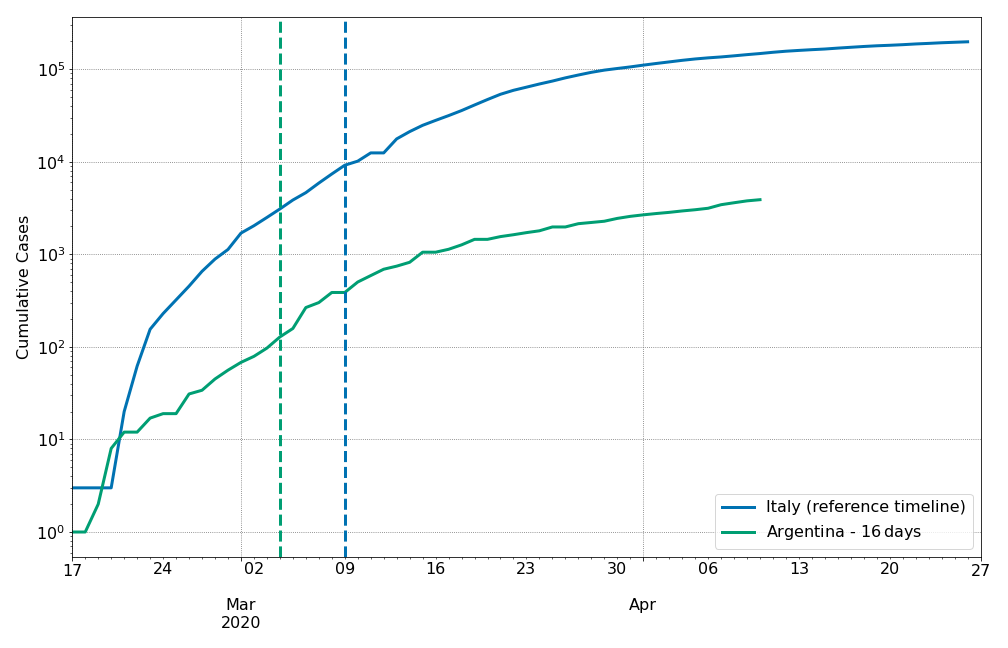 Cumulative Cases
10⁵
10⁴
10³
10²
10¹
10⁰
17 24 02 09 16 23 30 06 13 20 27
Mar Apr
2020
Italy (reference timeline)
Argentina - 16 days